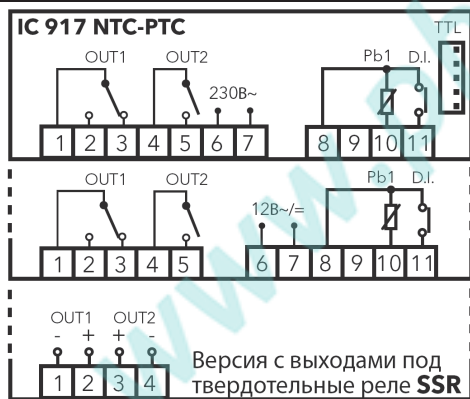 IC 917 NTC-PTC
TTL
OUT1 OUT2 Pb1 D.I.
230В~
1 2 3 4 5 6 7 8 9 10 11
OUT1 OUT2 Pb1 D.I.
12В~/=
1 2 3 4 5 6 7 8 9 10 11
OUT1 OUT2
- + + -
1 2 3 4
Версия с выходами под
твердотельные реле SSR